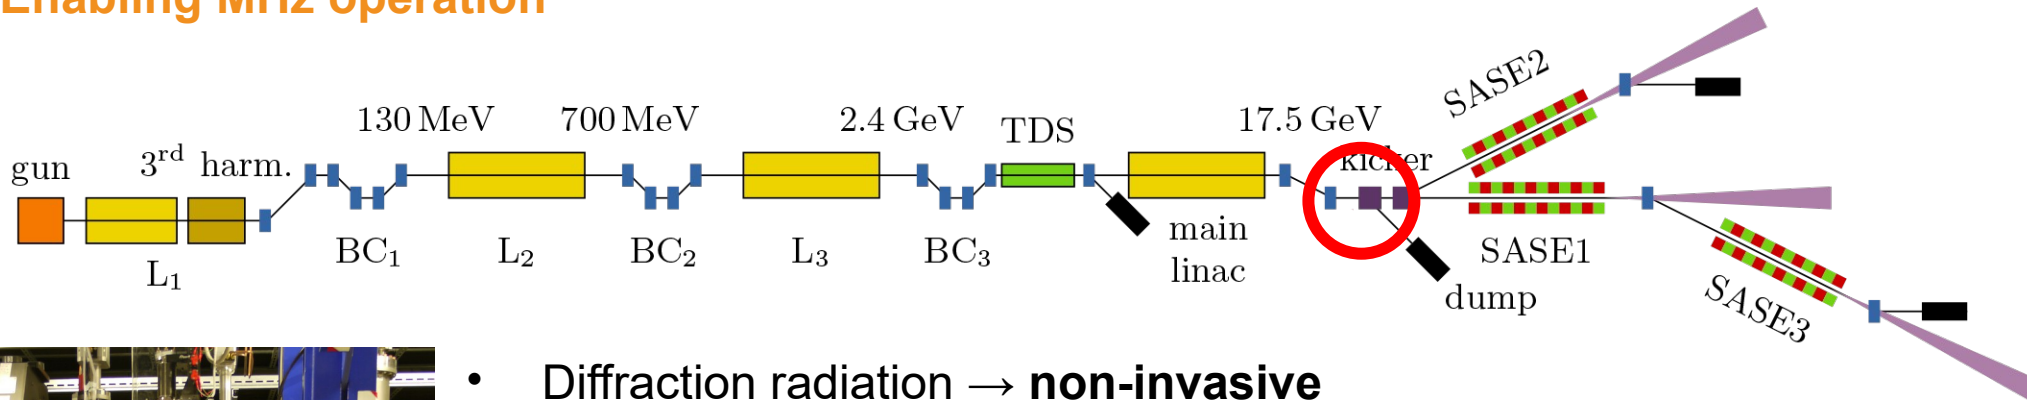 Enabling MHz operation
130 MeV
700 MeV
2.4 GeV
TDS
17.5 GeV
kicker
SASE2
gun
3rd harm.
L1
BC1
L2
BC2
L3
BC3
main
linac
SASE1
dump
SASE3
• Diffraction radiation → non-invasive